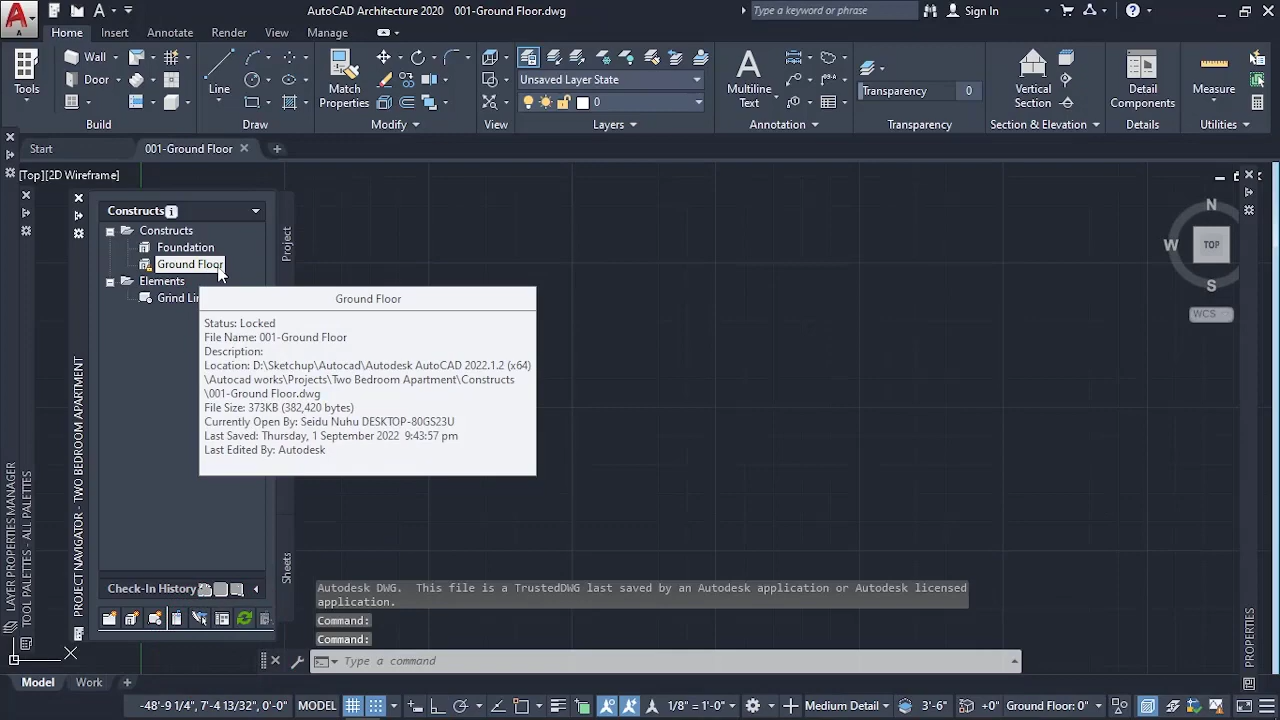 AutoCAD Architecture 2020 001-Ground Floor.dwg
Type a keyword or phrase
Sign In
Home
Insert
Annotate
Render
View
Manage
Tools
Wall
Door
Build
Line
Draw
Match
Properties
Modify
View
Unsaved Layer State
0
Layers
Multiline
Text
Annotation
Transparency 0
Transparency
Vertical
Section
Section & Elevation
Detail
Components
Details
Measure
Utilities
Start
001-Ground Floor
[Top][2D Wireframe]
Constructs
Constructs
Foundation
Ground Floor
Elements
Grind Li
Project
Sheets
Ground Floor
Status: Locked
File Name: 001-Ground Floor
Description:
Location: D:\Sketchup\Autocad\Autodesk AutoCAD 2022.1.2 (x64)
\Autocad works\Projects\Two Bedroom Apartment\Constructs
\001-Ground Floor.dwg
File Size: 373KB (382,420 bytes)
Currently Open By: Seidu Nuhu DESKTOP-80GS23U
Last Saved: Thursday, 1 September 2022 9:43:57 pm
Last Edited By: Autodesk
N
W
TOP
S
WCS
LAYER PROPERTIES MANAGER
TOOL PALETTES - ALL PALETTES
PROJECT NAVIGATOR - TWO BEDROOM APARTMENT
PROPERTIES
Check-In History
Autodesk DWG. This file is a TrustedDWG last saved by an Autodesk application or Autodesk licensed
application.
Command:
Command:
Type a command
Model
Work
-48'-9 1/4", 7'-4 13/32", 0'-0"
MODEL
1/8" = 1'-0"
Medium Detail
3'-6"
+0"
Ground Floor:0